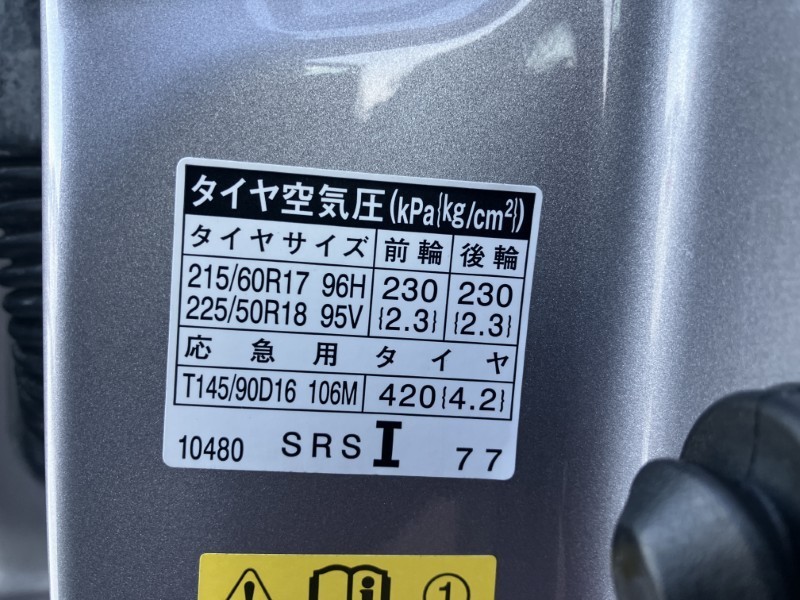 タイヤ空気圧(kPa{kg/cm²})
タイヤサイズ 前輪 後輪
215/60R17 96H 230 230
225/50R18 95V {2.3} {2.3}
応急用タイヤ
T145/90D16 106M 420{4.2}
10480 SRS I 77
i 1